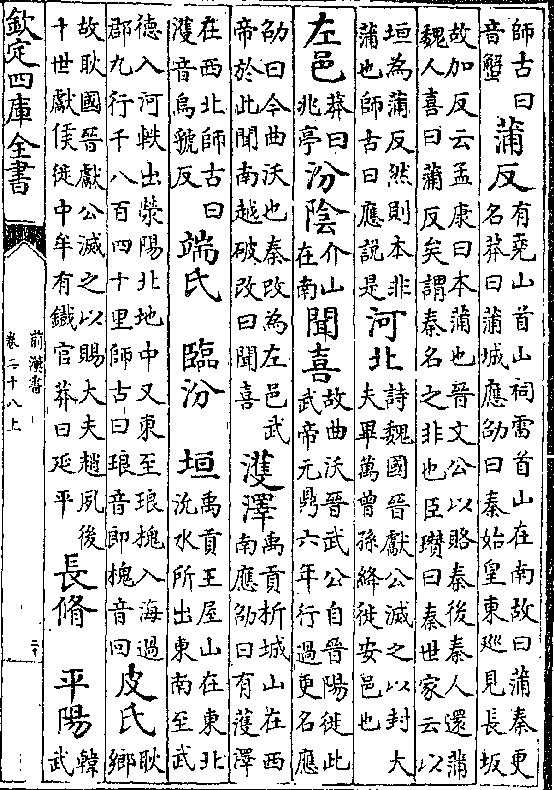 師古曰音蟹蒲反有堯山首山祠雷首山在南故曰蒲秦更名莽曰蒲城應劭曰秦始皇東巡見長坂
故加反云孟康曰本蒲也晉文公以賂秦後秦人還蒲魏人喜曰蒲反矣謂秦名之非也臣瓚曰秦世家云以
垣為蒲反然則本非蒲也師古曰應說是河北詩魏國晉獻公滅之以封大夫畢萬曾孫絳徙安邑也
左邑莽曰兆亭汾陰介山在南聞喜故曲沃晉武公自晉陽徙此武帝元鼎六年行過更名應
劭曰今曲沃也秦改為左邑武帝於此聞南越破改曰聞喜濩澤禹貢析城山在西南應劭曰有濩澤
在西北師古曰濩音烏虢反端氏臨汾垣禹貢王屋山在東北沇水所出東南至武
德入河軼出滎陽北地中又東至琅槐入海過郡九行千八百四十里師古曰琅音郎槐音回皮氏耿鄉
故耿國晉獻公滅之以賜大夫趙夙後十世獻侯徙中牟有鐵官莽曰延平長脩平陽韓武
欽定四庫全書
前漢書
卷二十八上